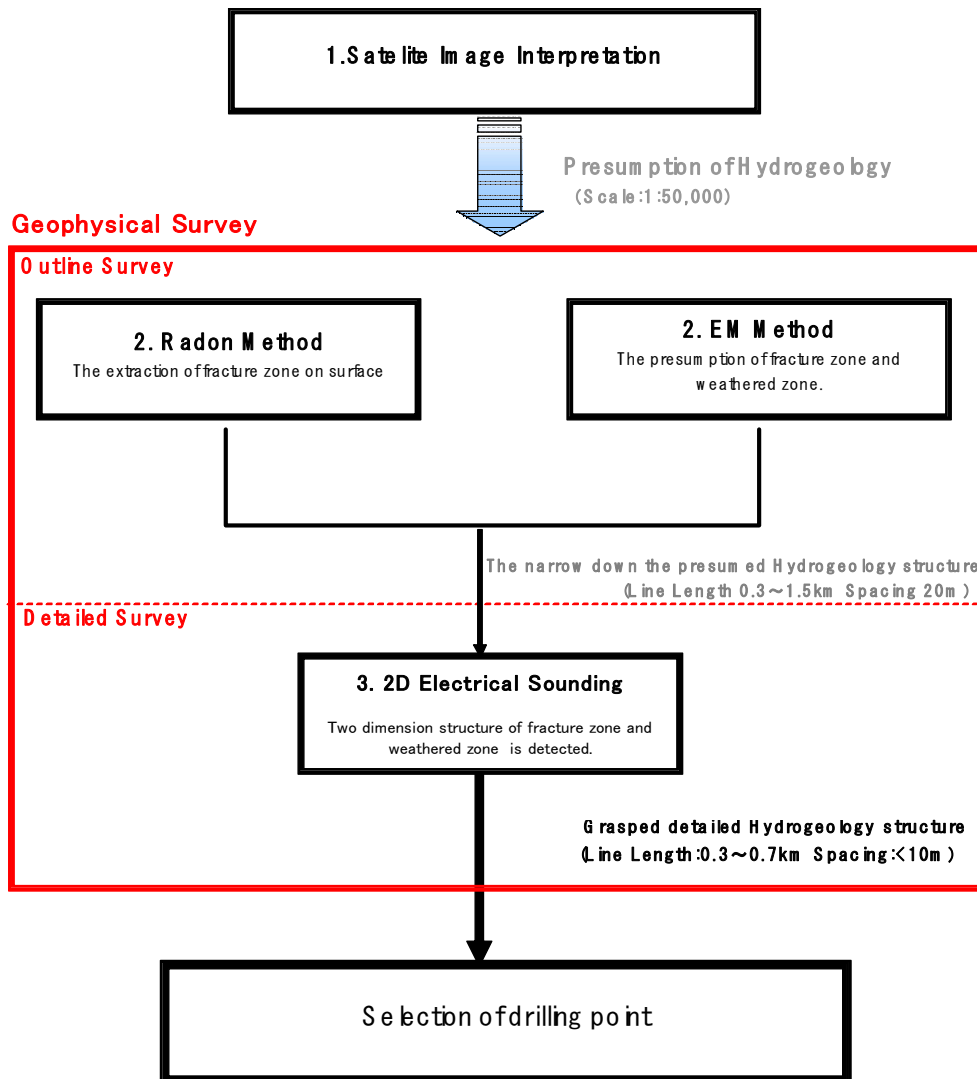 1.Satelite Image Interpretation
Presumption of Hydrogeology
(Scale:1:50,000)
Geophysical Survey
Outline Survey
2. Radon Method
The extraction of fracture zone on surface
2. EM Method
The presumption of fracture zone and
weathered zone.
The narrow down the presumed Hydrogeology structure
(Line Length 0.3～1.5km Spacing 20m)
Detailed Survey
3. 2D Electrical Sounding
Two dimension structure of fracture zone and
weathered zone is detected.
Grasped detailed Hydrogeology structure
(Line Length:0.3～0.7km Spacing:<10m)
Selection of drilling point